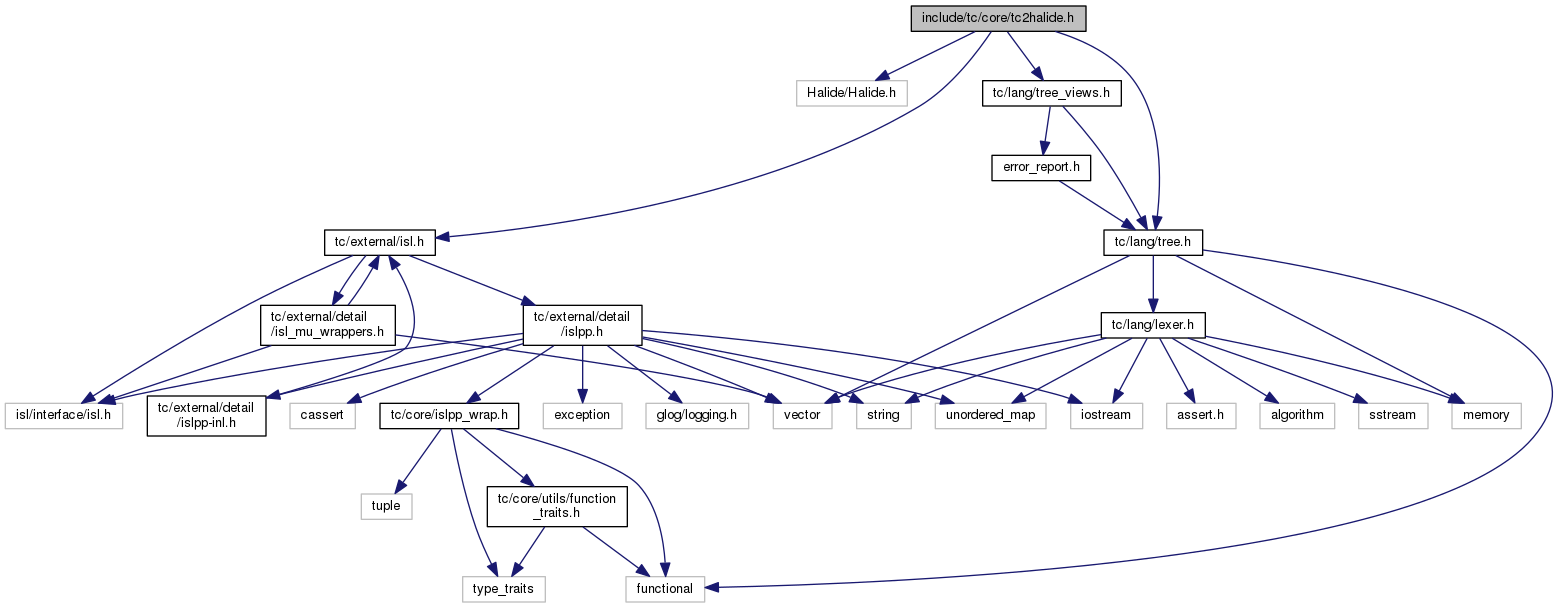 include/tc/core/tc2halide.h
Halide/Halide.h
tc/lang/tree_views.h
error_report.h
tc/external/isl.h
tc/lang/tree.h
tc/external/detail
/isl_mu_wrappers.h
tc/external/detail
/islpp.h
tc/lang/lexer.h
isl/interface/isl.h
tc/external/detail
/islpp-inl.h
cassert
tc/core/islpp_wrap.h
exception
glog/logging.h
vector
string
unordered_map
iostream
assert.h
algorithm
sstream
memory
tuple
tc/core/utils/function
_traits.h
type_traits
functional